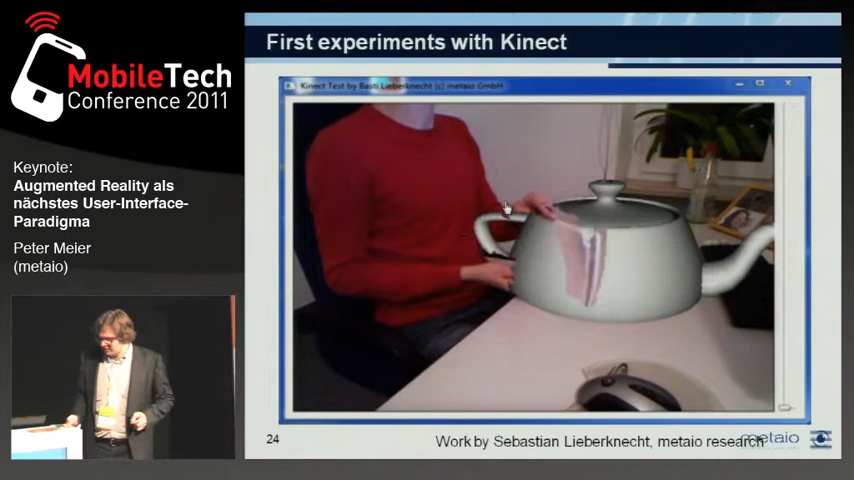 MobileTech
Conference 2011
Keynote:
Augmented Reality als
nächstes User-Interface-
Paradigma
Peter Meier
(metaio)
First experiments with Kinect
Kinect Test by Basti Lieberknecht (c) metaio GmbH
24
Work by Sebastian Lieberknecht, metaio research
metaio